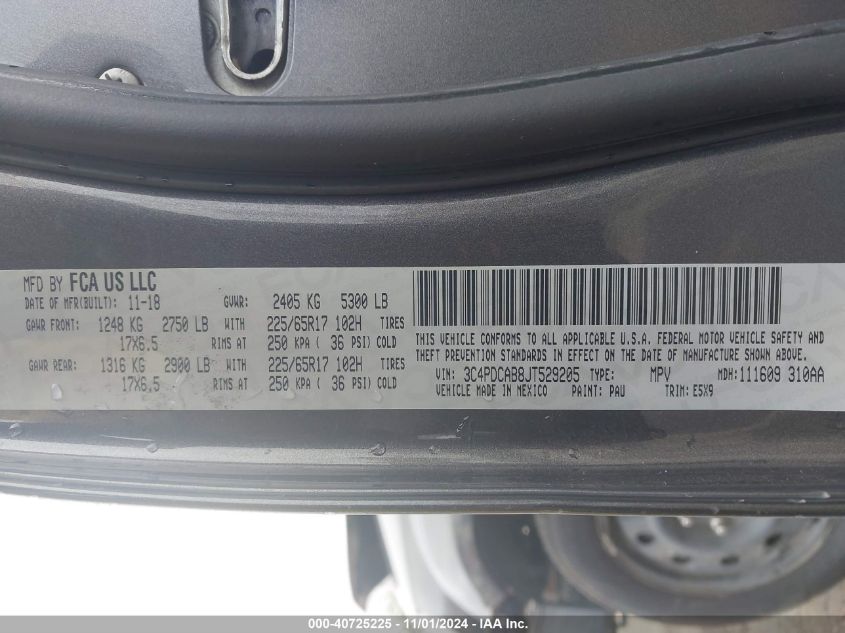 MFD BY FCA US LLC
DATE OF MFR(BUILT): 11-18 GVWR: 2405 KG 5300 LB
GAWR FRONT: 1248 KG 2750 LB WITH 225/65R17 102H TIRES
17X6.5 RIMS AT 250 KPA ( 36 PSI) COLD
GAWR REAR: 1316 KG 2900 LB WITH 225/65R17 102H TIRES
17X6.5 RIMS AT 250 KPA ( 36 PSI) COLD
THIS VEHICLE CONFORMS TO ALL APPLICABLE U.S.A. FEDERAL MOTOR VEHICLE SAFETY AND
THEFT PREVENTION STANDARDS IN EFFECT ON THE DATE OF MANUFACTURE SHOWN ABOVE.
VIN: 3C4PDCAB8JT529205 TYPE: MPV MDH: 111609 310AA
VEHICLE MADE IN MEXICO PAINT: PAU TRIM: E5X9
000-40725225 - 11/01/2024 - IAAI.COM